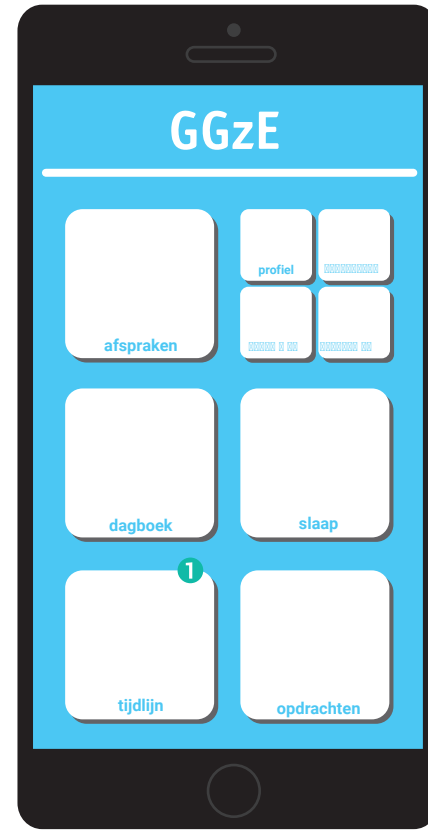 GGzE
profiel
afspraken
dagboek
slaap
1
tijdlijn
opdrachten